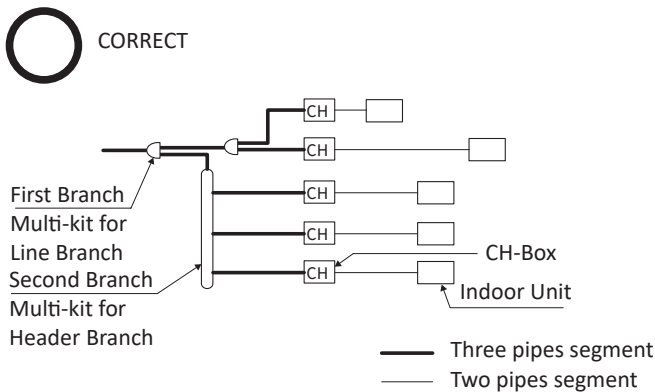 CORRECT
CH
CH
CH
CH
CH
First Branch
Multi-kit for
Line Branch
Second Branch
Multi-kit for
Header Branch
CH-Box
Indoor Unit
Three pipes segment
Two pipes segment